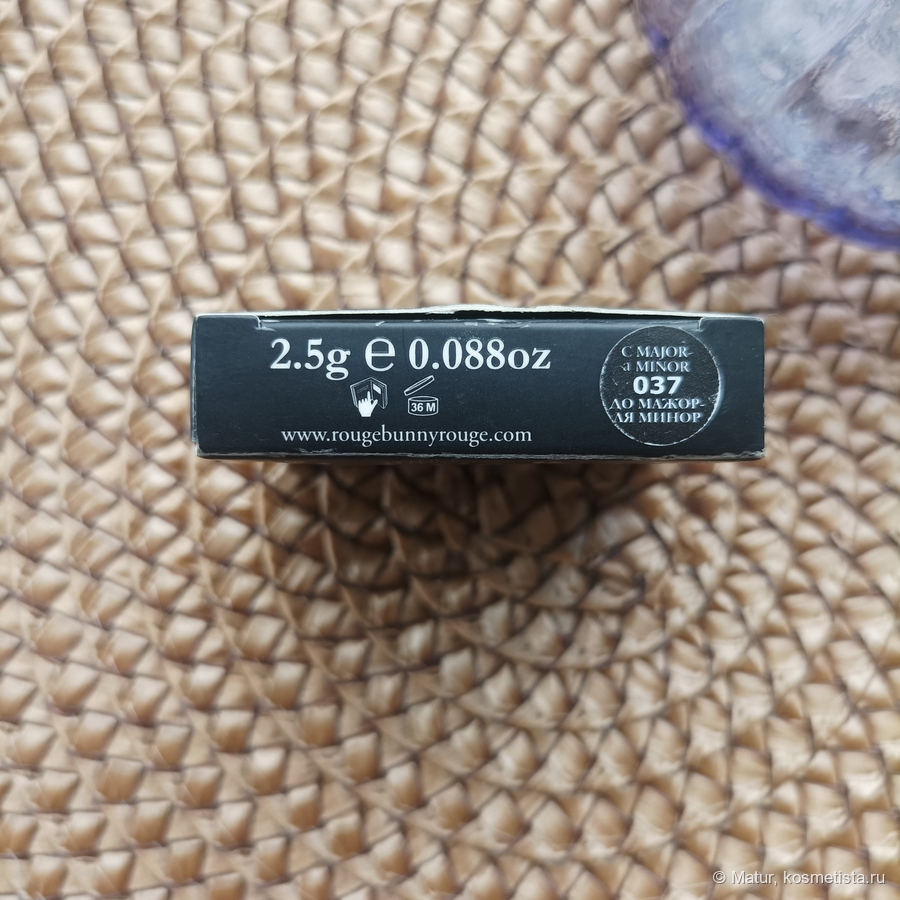 2.5g ℮ 0.088oz
36 M
www.rougebunnyrouge.com
C MAJOR-
a MINOR
037
ДО МАЖОР-
ЛЯ МИНОР
© Matur, kosmetista.ru